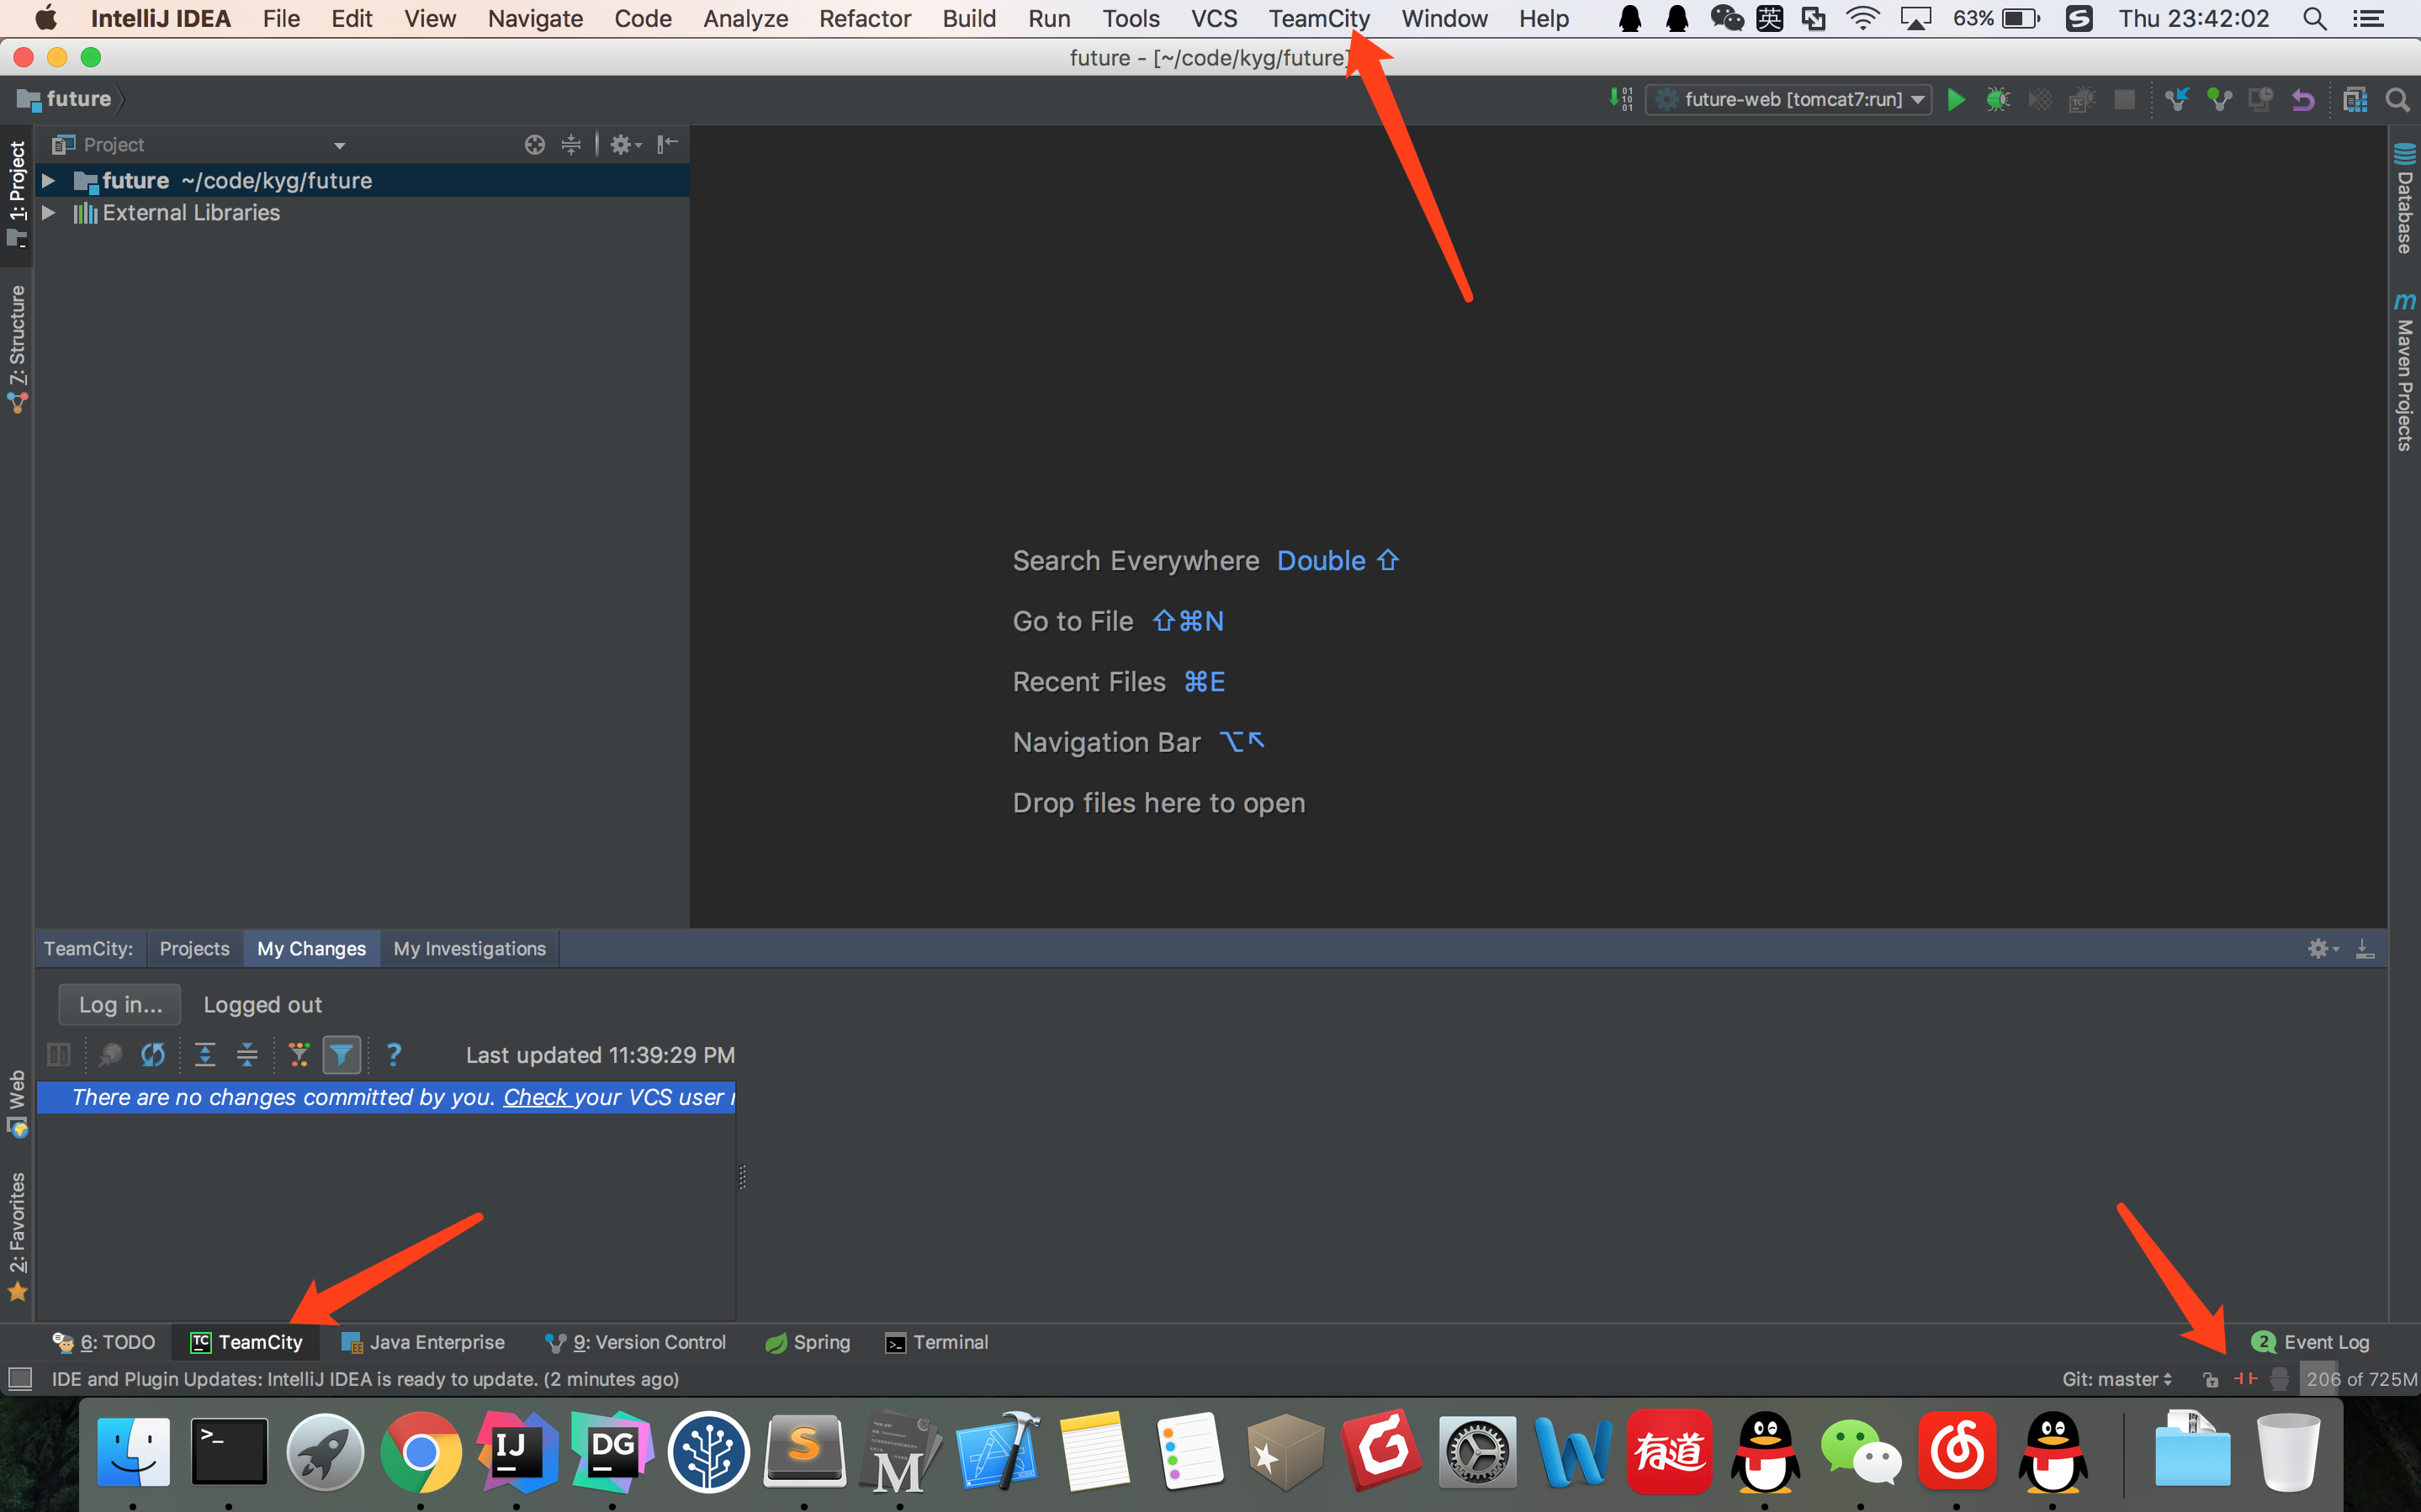 IntelliJ IDEA File Edit View Navigate Code Analyze Refactor Build Run Tools VCS TeamCity Window Help 英 63% Thu 23:42:02
future - [~/code/kyg/future]
future future-web [tomcat7:run]
1: Project
7: Structure
Web
2: Favorites
Project
future ~/code/kyg/future
External Libraries
Search Everywhere Double ⇧
Go to File ⇧⌘N
Recent Files ⌘E
Navigation Bar ⌥↖
Drop files here to open
Database
Maven Projects
TeamCity: Projects My Changes My Investigations
Log in... Logged out
Last updated 11:39:29 PM
There are no changes committed by you. Check your VCS user
6: TODO TeamCity Java Enterprise 9: Version Control Spring Terminal 2 Event Log
IDE and Plugin Updates: IntelliJ IDEA is ready to update. (2 minutes ago) Git: master 206 of 725M
IJ DG S M W 有道